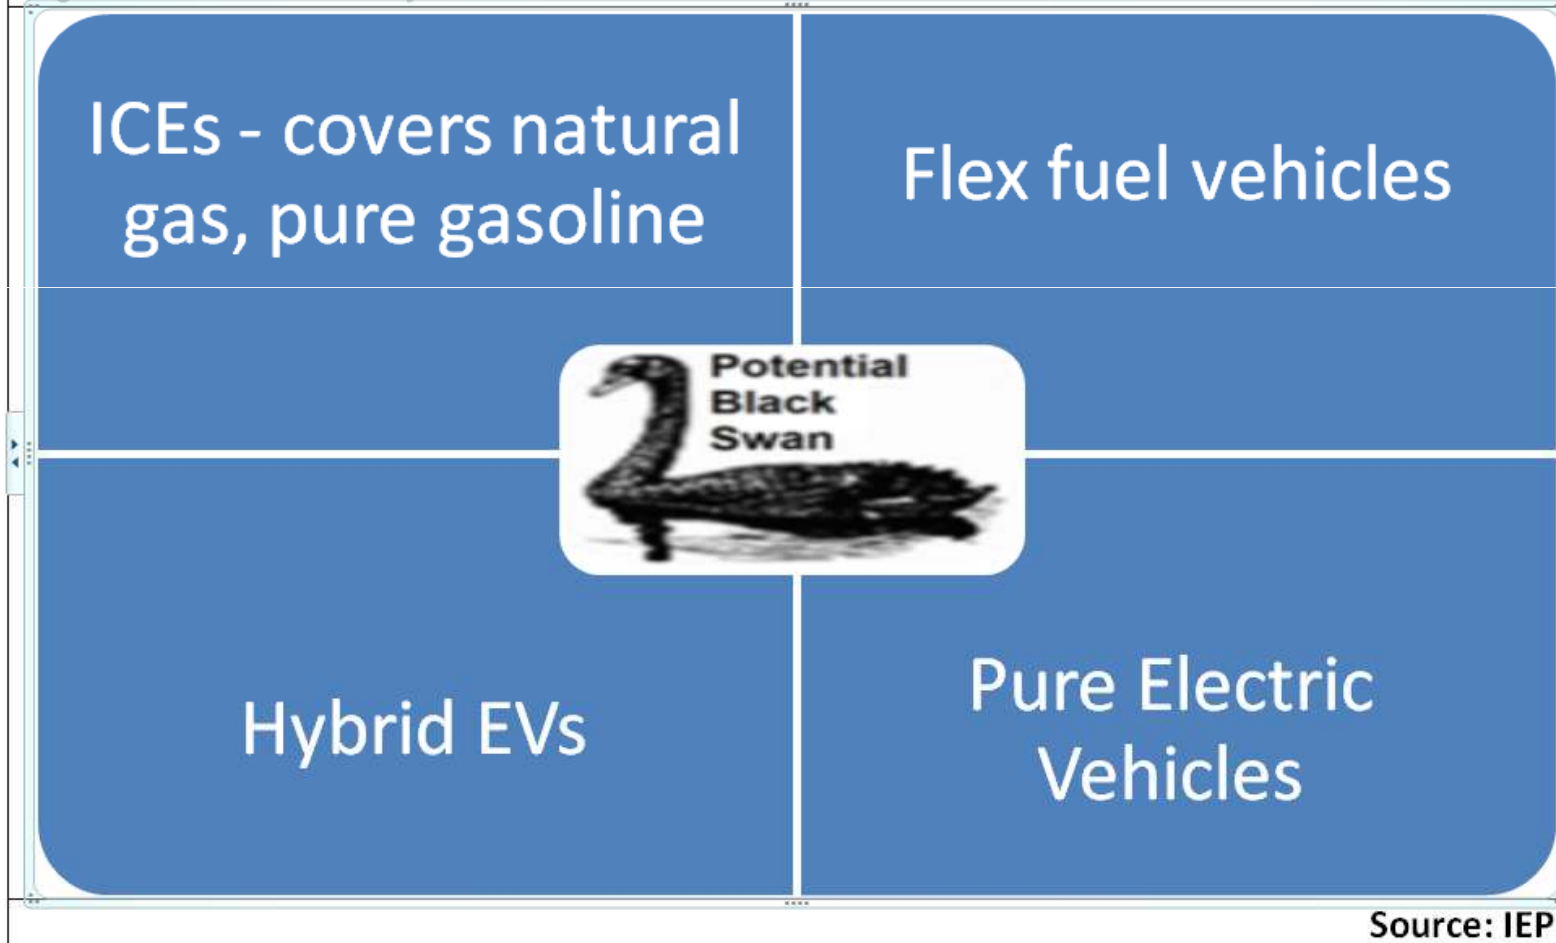 ICEs - covers natural
gas, pure gasoline
Flex fuel vehicles
Potential
Black
Swan
Hybrid EVs
Pure Electric
Vehicles
Source: IEP